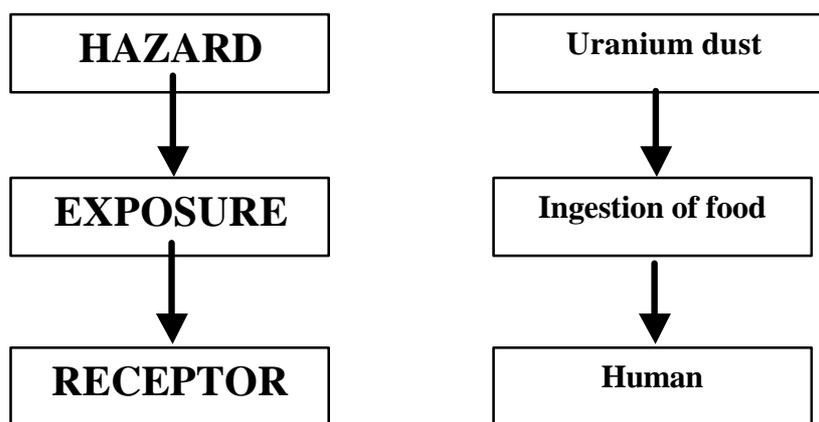 HAZARD
Uranium dust
EXPOSURE
Ingestion of food
RECEPTOR
Human